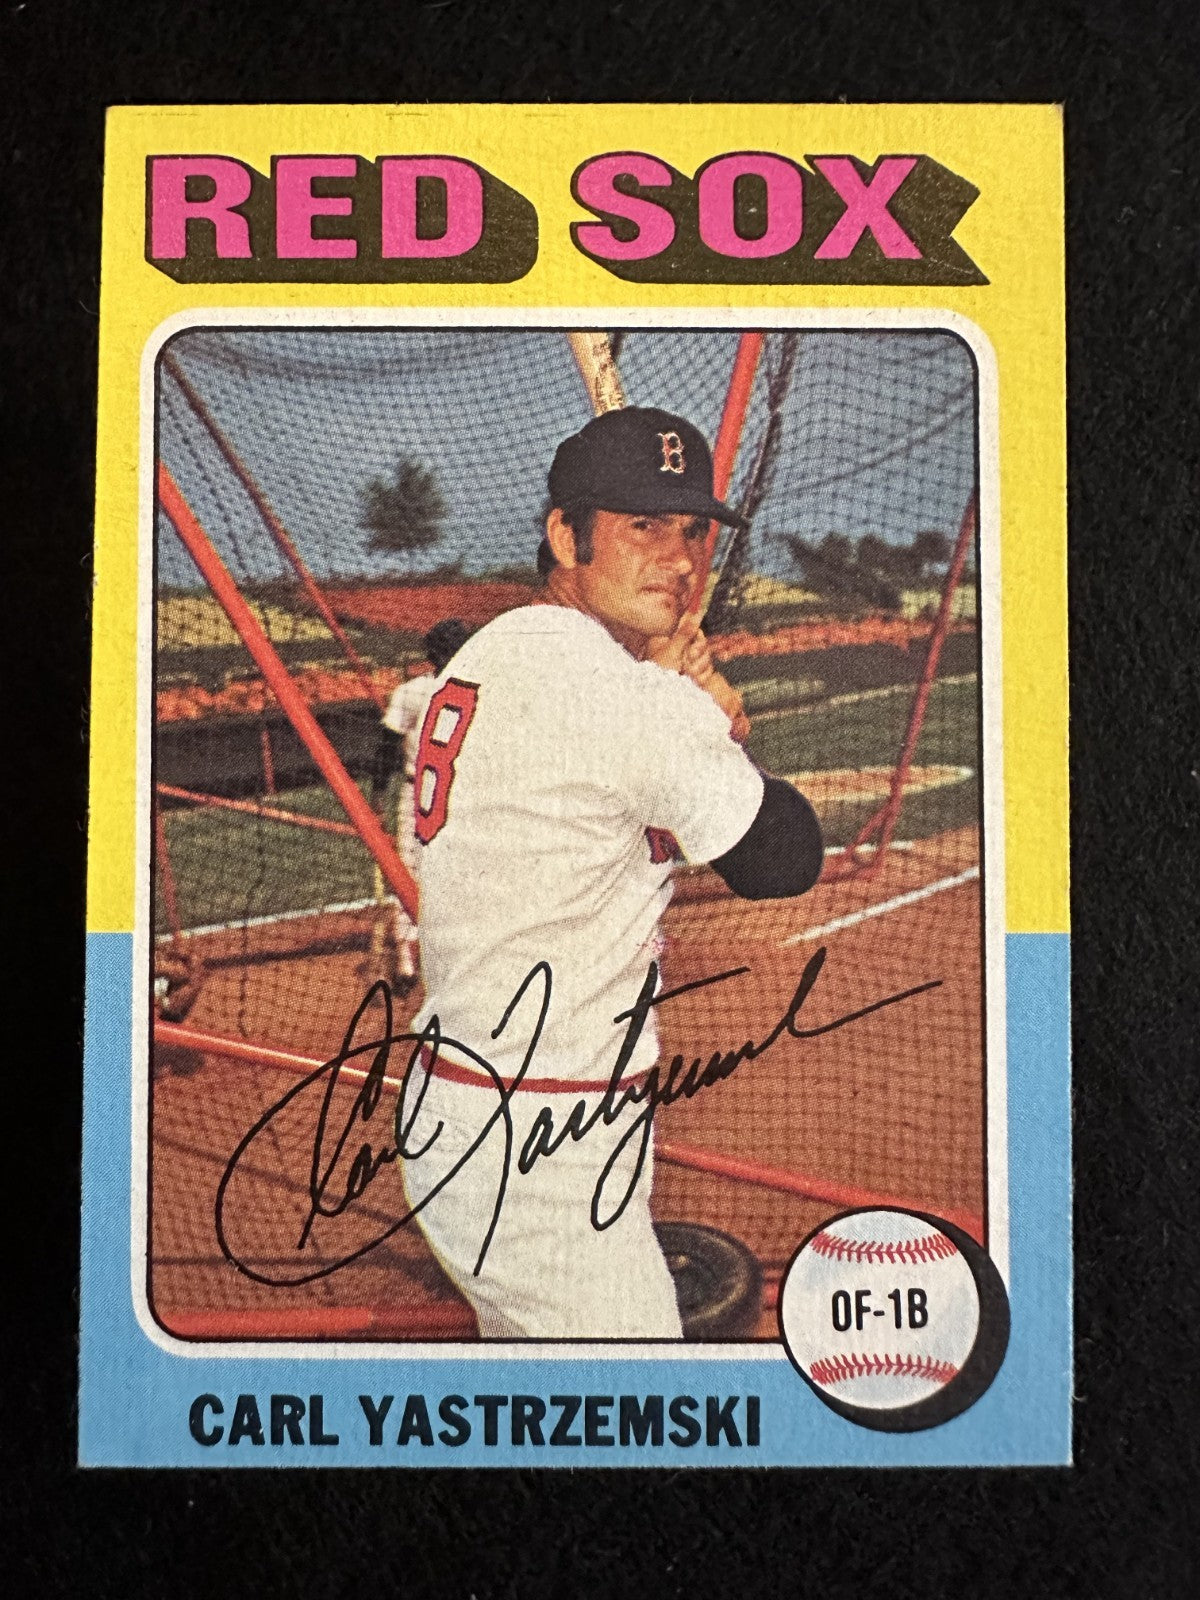 RED SOX
B
8
Carl Yastrzemski
OF-1B
CARL YASTRZEMSKI